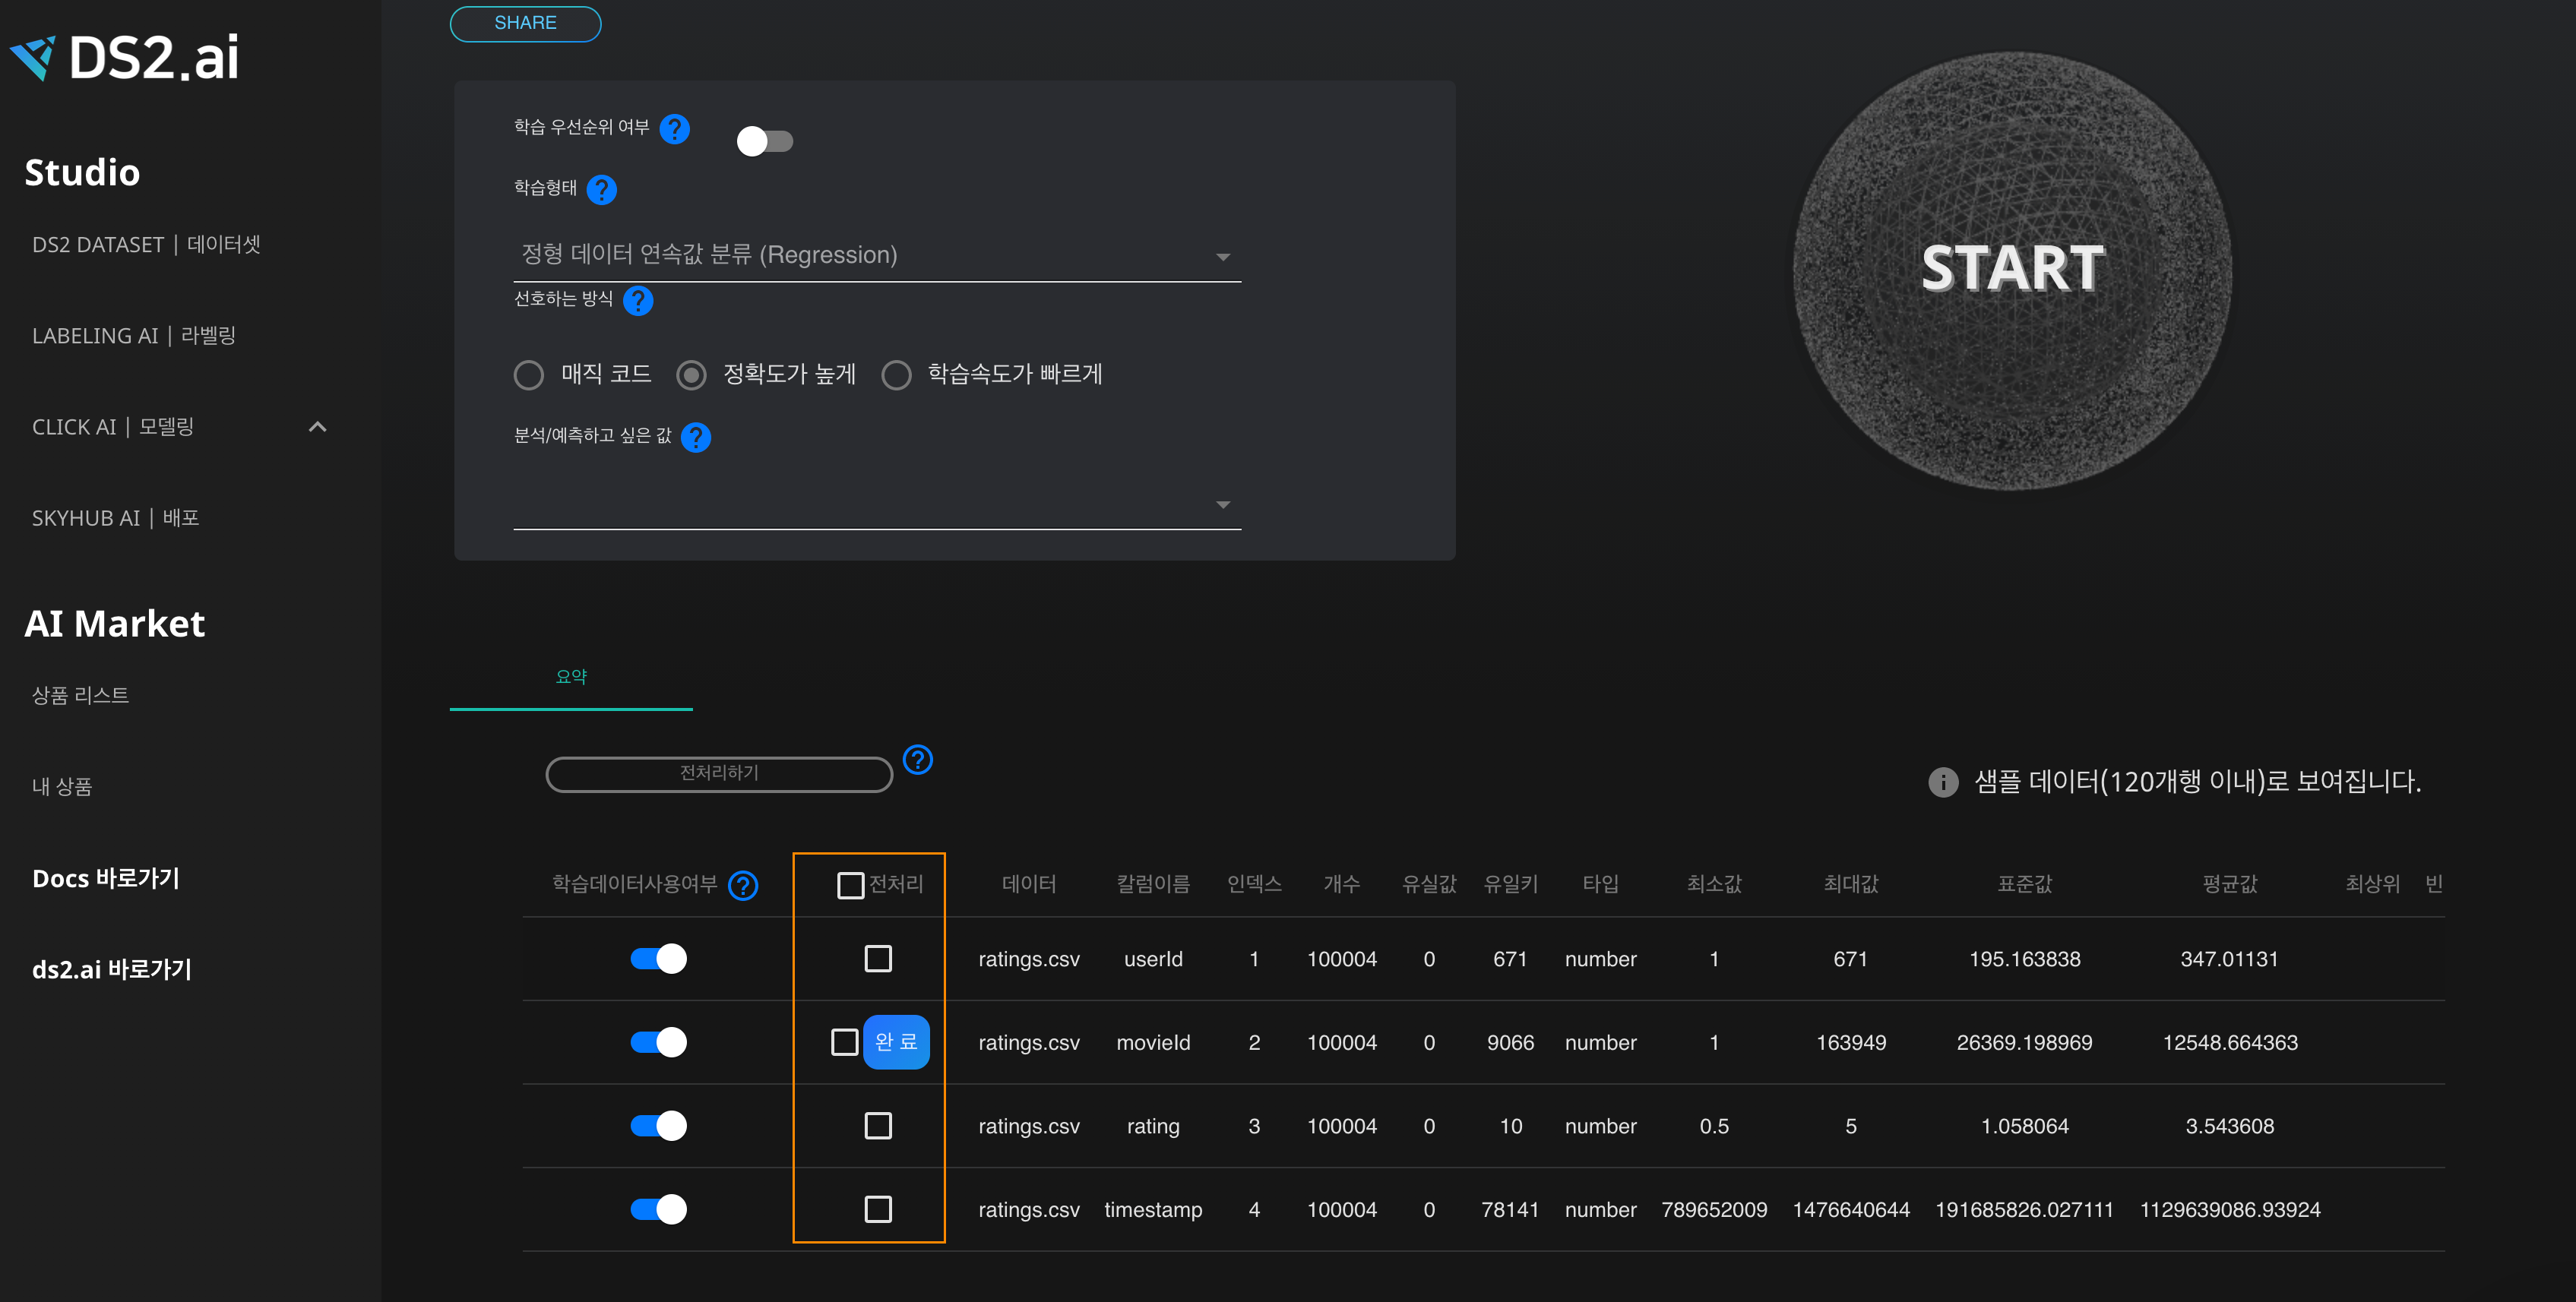 DS2.ai
Studio
DS2 DATASET | 데이터셋
LABELING AI | 라벨링
CLICK AI | 모델링
SKYHUB AI | 배포
AI Market
상품 리스트
내 상품
Docs 바로가기
ds2.ai 바로가기
SHARE
학습 우선순위 여부 ?
학습형태 ?
정형 데이터 연속값 분류 (Regression)
선호하는 방식 ?
매직 코드 정확도가 높게 학습속도가 빠르게
분석/예측하고 싶은 값 ?
START
요약
전처리하기 ?
i 샘플 데이터(120개행 이내)로 보여집니다.
학습데이터사용여부 ? 전처리 데이터 칼럼이름 인덱스 개수 유실값 유일키 타입 최소값 최대값 표준값 평균값 최상위 빈
ratings.csv userId 1 100004 0 671 number 1 671 195.163838 347.01131
완 료 ratings.csv movieId 2 100004 0 9066 number 1 163949 26369.198969 12548.664363
ratings.csv rating 3 100004 0 10 number 0.5 5 1.058064 3.543608
ratings.csv timestamp 4 100004 0 78141 number 789652009 1476640644 191685826.027111 1129639086.93924